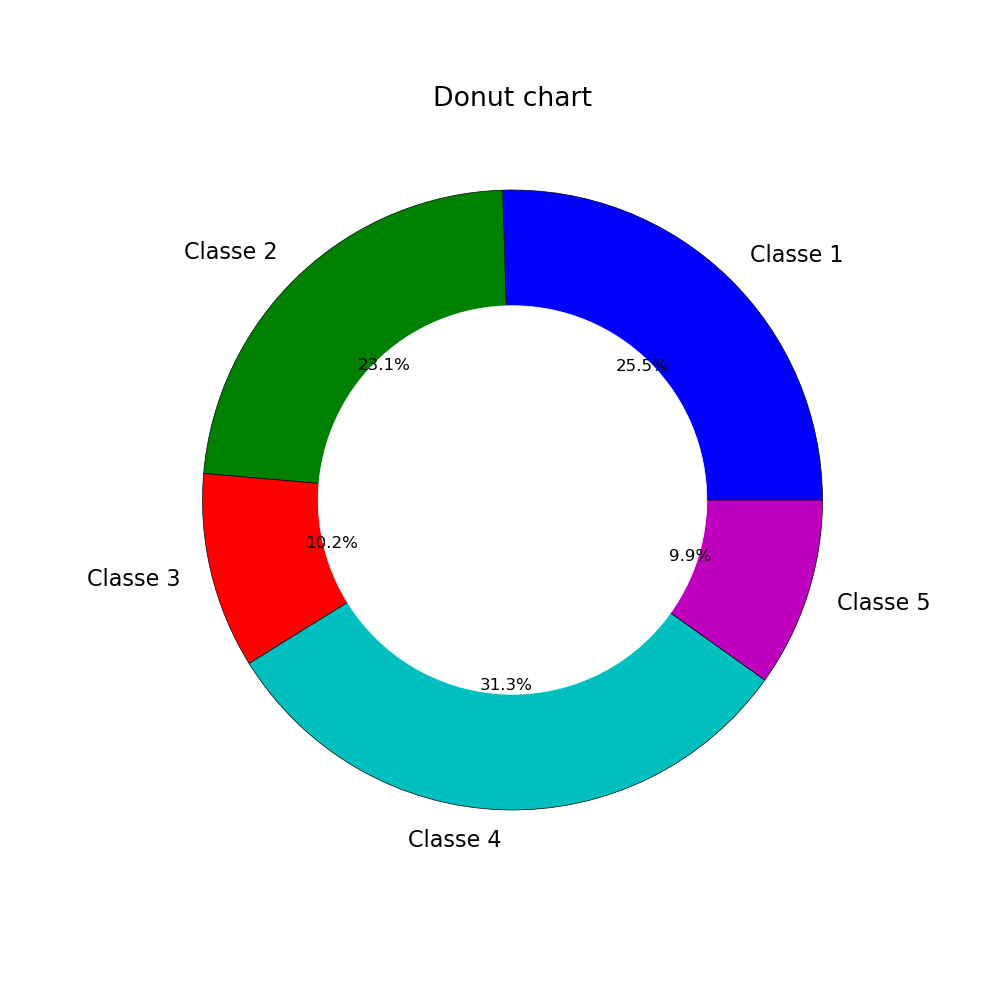 Donut chart
Classe 2
Classe 1
23.1%
25.5%
10.2%
9.9%
Classe 3
Classe 5
31.3%
Classe 4